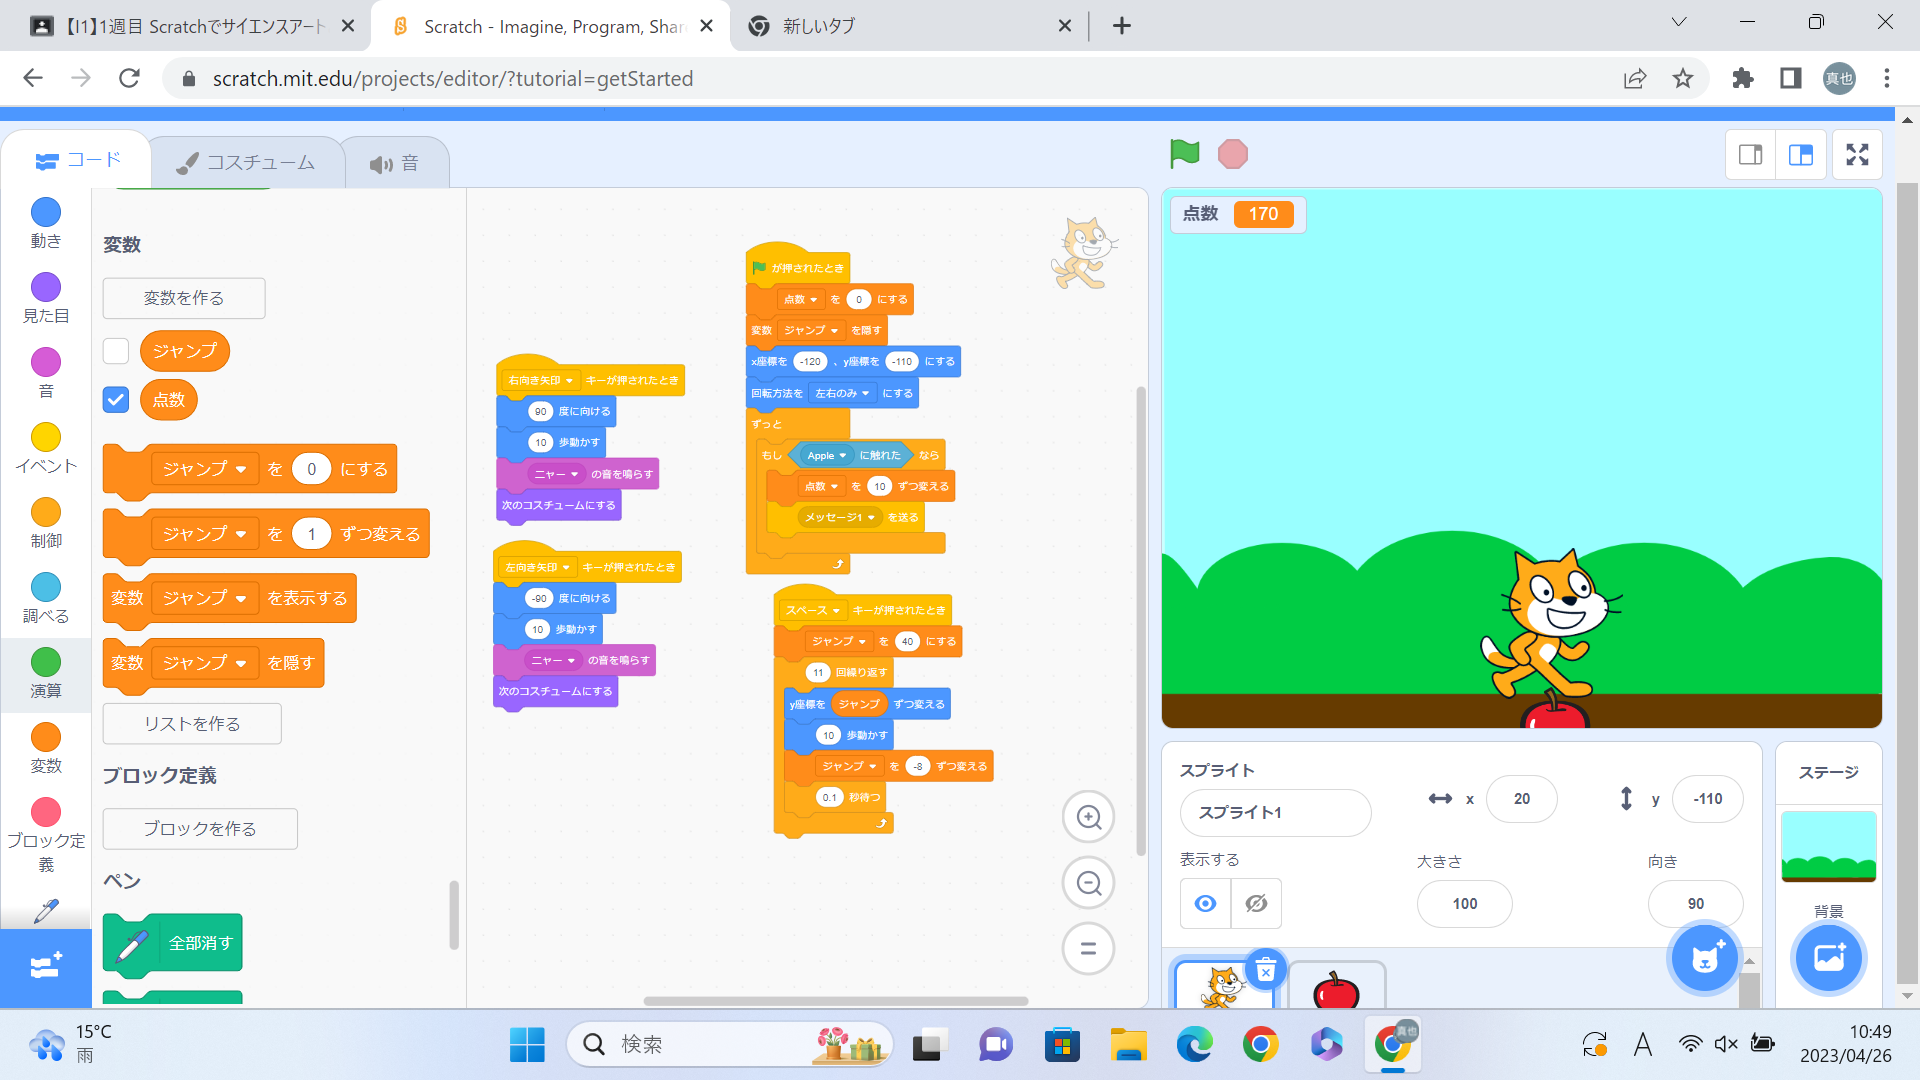 【I1】1週目 Scratchでサイエンスアート
Scratch - Imagine, Program, Shar
新しいタブ
scratch.mit.edu/projects/editor/?tutorial=getStarted
真也
コード
コスチューム
音
動き
見た目
音
イベント
制御
調べる
演算
変数
ブロック定
義
変数
変数を作る
ジャンプ
点数
ジャンプ を 0 にする
ジャンプ を 1 ずつ変える
変数 ジャンプ を表示する
変数 ジャンプ を隠す
リストを作る
ブロック定義
ブロックを作る
ペン
全部消す
右向き矢印 キーが押されたとき
90 度に向ける
10 歩動かす
ニャー の音を鳴らす
次のコスチュームにする
左向き矢印 キーが押されたとき
-90 度に向ける
10 歩動かす
ニャー の音を鳴らす
次のコスチュームにする
が押されたとき
点数 を 0 にする
変数 ジャンプ を隠す
x座標を -120 、y座標を -110 にする
回転方法を 左右のみ にする
ずっと
もし Apple に触れた なら
点数 を 10 ずつ変える
メッセージ1 を送る
スペース キーが押されたとき
ジャンプ を 40 にする
11 回繰り返す
y座標を ジャンプ ずつ変える
10 歩動かす
ジャンプ を -8 ずつ変える
0.1 秒待つ
点数 170
スプライト
スプライト1
x 20
y -110
表示する
大きさ
100
向き
90
ステージ
背景
15°C
雨
検索
真也
A
10:49
2023/04/26